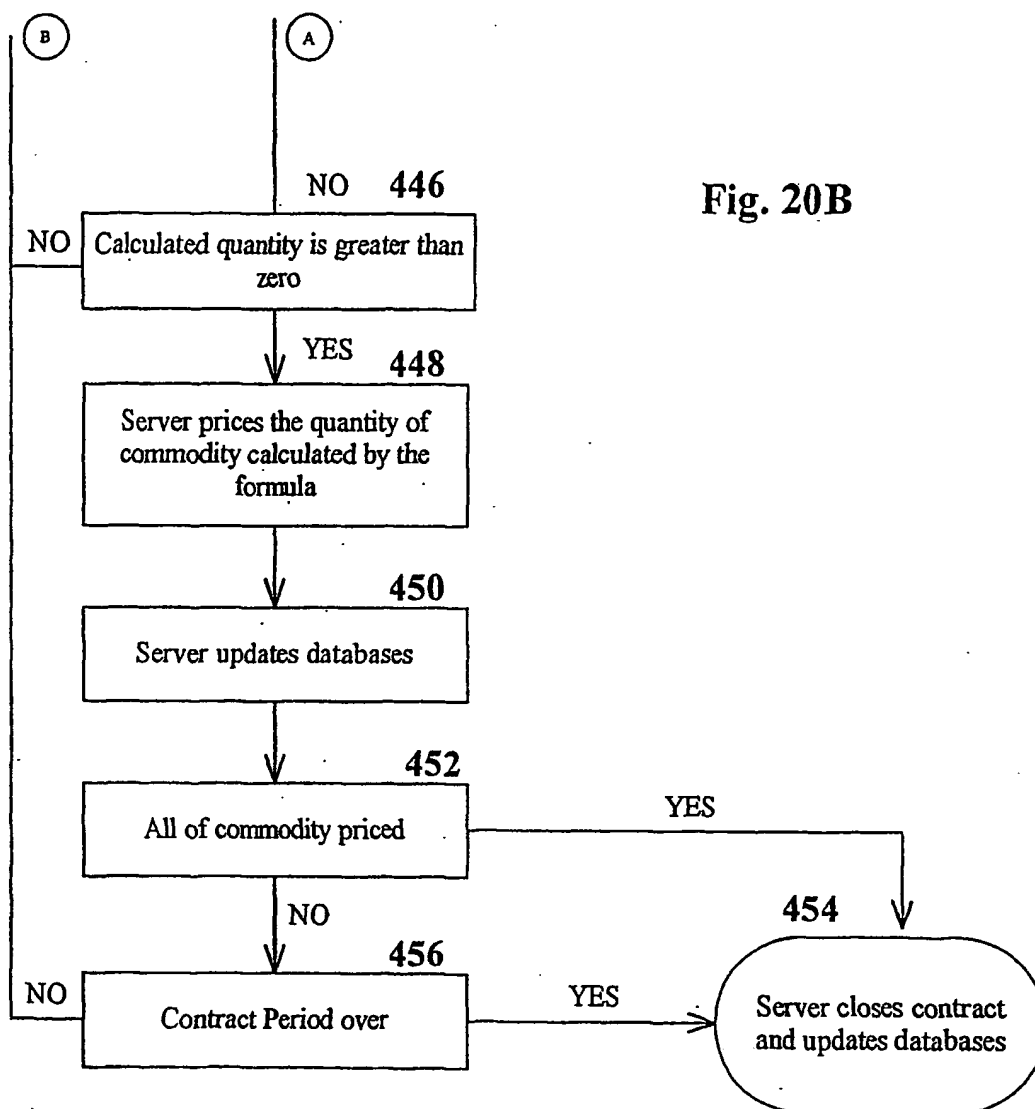 B
A
NO 446
Fig. 20B
NO
Calculated quantity is greater than
zero
YES
448
Server prices the quantity of
commodity calculated by the
formula
450
Server updates databases
452
All of commodity priced
YES
NO
454
456
NO
Contract Period over
YES
Server closes contract
and updates databases